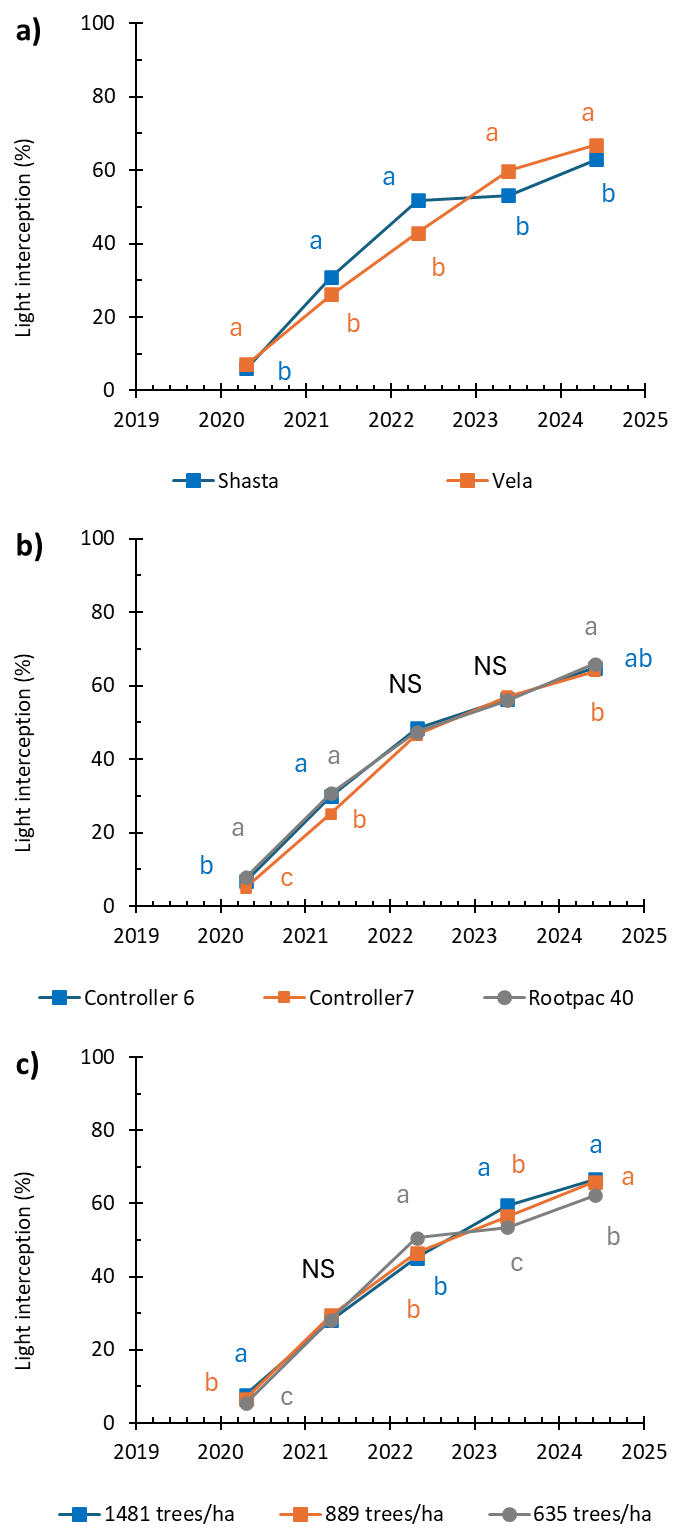 a)
Light interception (%)
100
80
60
40
20
0
a
a
a
a
a
b
b
b
b
b
2019 2020 2021 2022 2023 2024 2025
Shasta Vela
b)
Light interception (%)
100
80
60
40
20
0
a
ab
NS
NS
b
a
a
b
a
b
c
2019 2020 2021 2022 2023 2024 2025
Controller 6 Controller7 Rootpac 40
c)
Light interception (%)
100
80
60
40
20
0
a
a
b
a
a
b
c
NS
b
b
a
b
c
2019 2020 2021 2022 2023 2024 2025
1481 trees/ha 889 trees/ha 635 trees/ha